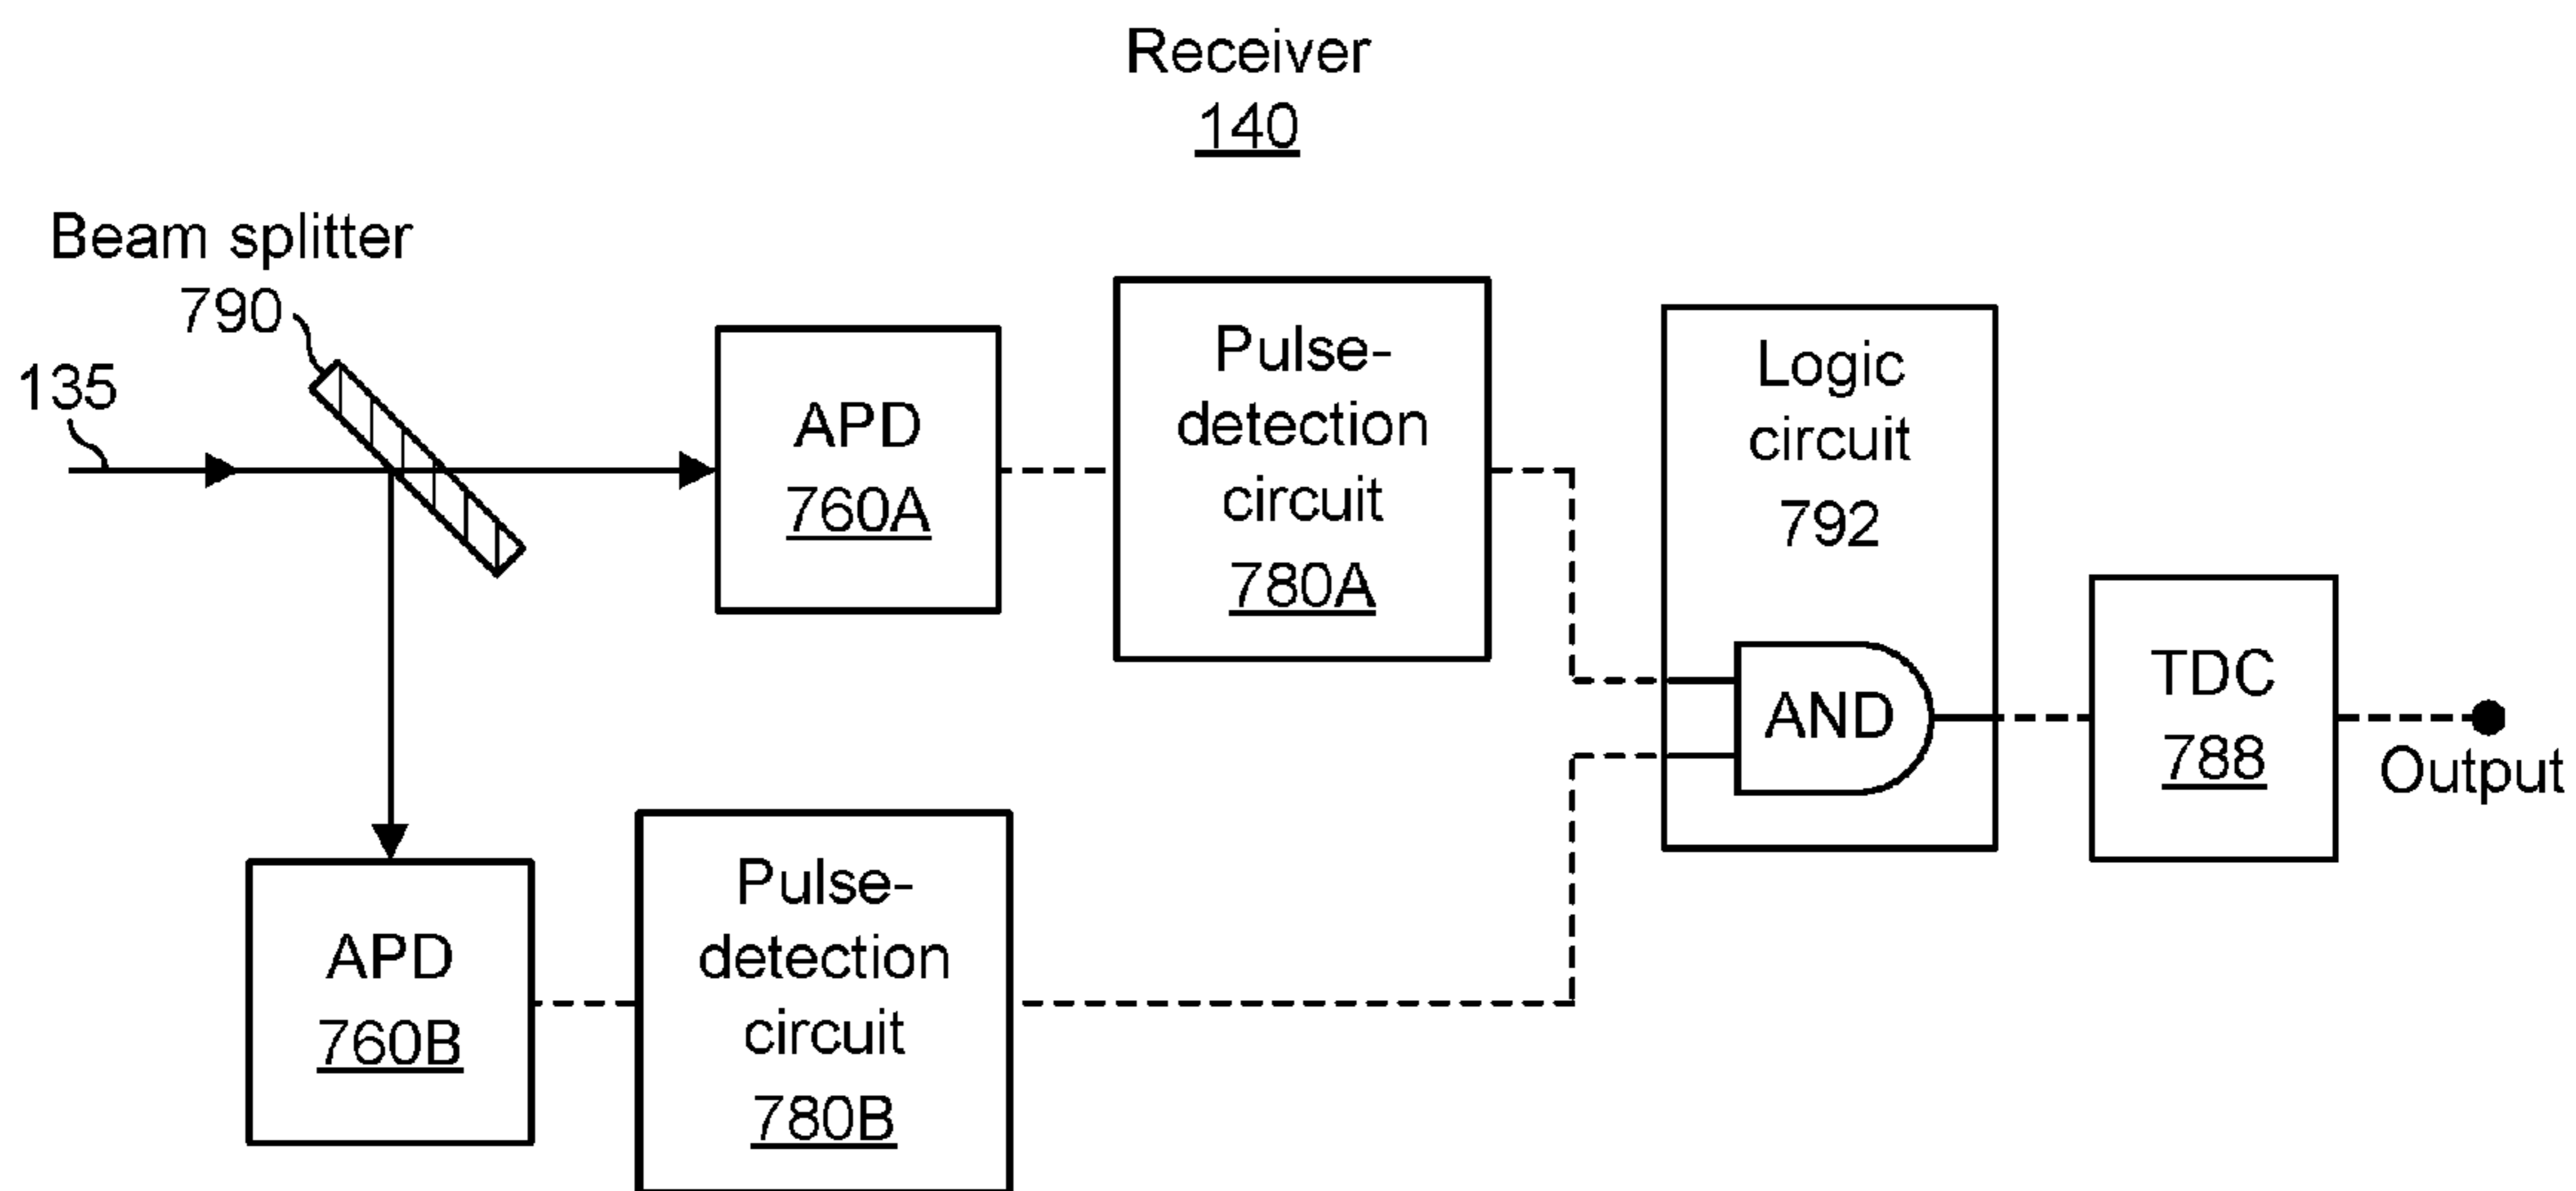 Receiver
140
Beam splitter
790
135
APD
760A
Pulse-
detection
circuit
780A
Logic
circuit
792
AND
TDC
788
Output
APD
760B
Pulse-
detection
circuit
780B